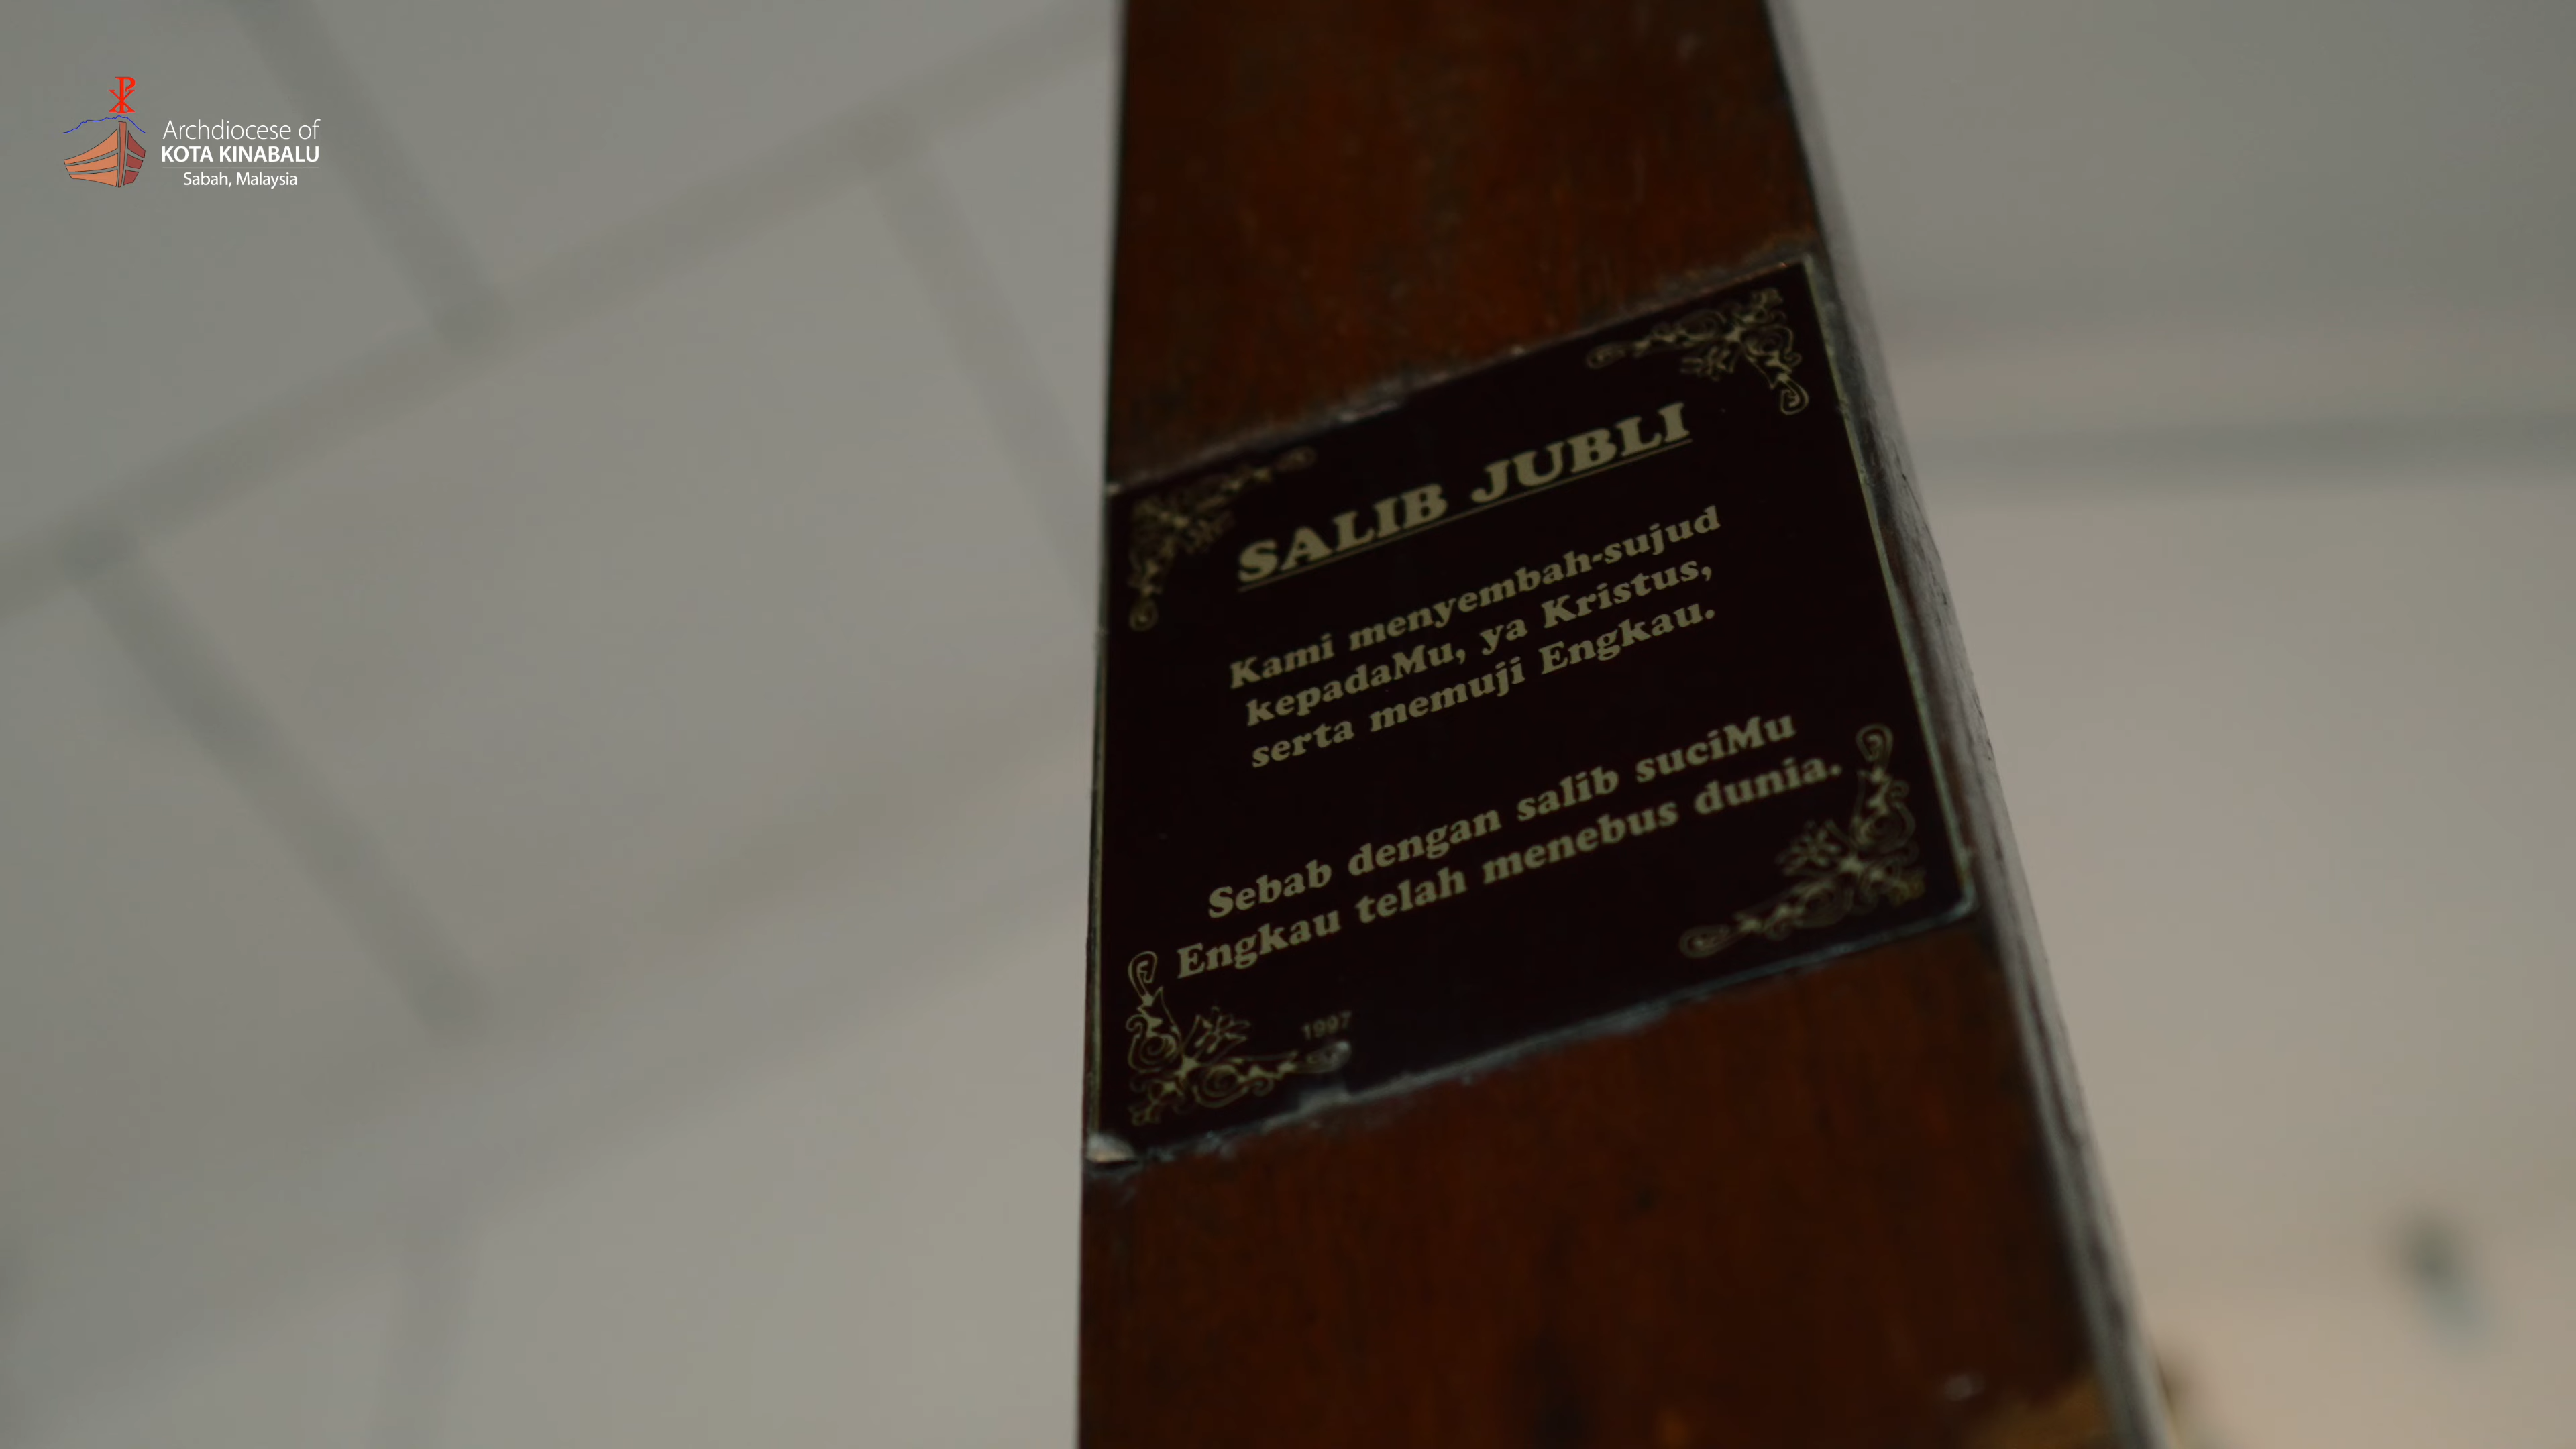 Archdiocese of
KOTA KINABALU
Sabah, Malaysia
SALIB JUBLI
Kami menyembah-sujud
kepadaMu, ya Kristus,
serta memuji Engkau.
Sebab dengan salib suciMu
Engkau telah menebus dunia.
1997